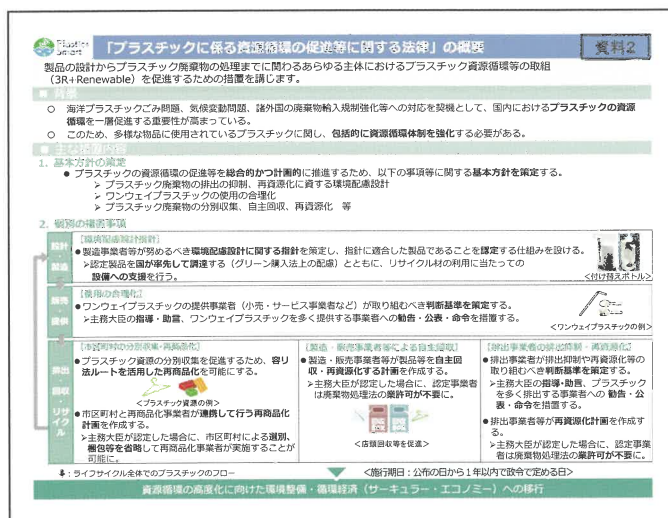 Plastics Smart
「プラスチックに係る資源循環の促進等に関する法律」の概要
資料2
製品の設計からプラスチック廃棄物の処理までに関わるあらゆる主体におけるプラスチック資源循環等の取組
(3R+Renewable)を促進するための措置を講じます。
■ 背景
○ 海洋プラスチックごみ問題、気候変動問題、諸外国の廃棄物輸入規制強化等への対応を契機として、国内におけるプラスチックの資源
循環を一層促進する重要性が高まっている。
○ このため、多様な物品に使用されているプラスチックに関し、包括的に資源循環体制を強化する必要がある。
■ 主な措置内容
1. 基本方針の策定
● プラスチックの資源循環の促進等を総合的かつ計画的に推進するため、以下の事項等に関する基本方針を策定する。
➢ プラスチック廃棄物の排出の抑制、再資源化に資する環境配慮設計
➢ ワンウェイプラスチックの使用の合理化
➢ プラスチック廃棄物の分別収集、自主回収、再資源化 等
2. 個別の措置事項
設計・製造
【環境配慮設計指針】
●製造事業者等が努めるべき環境配慮設計に関する指針を策定し、指針に適合した製品であることを認定する仕組みを設ける。
➢認定製品を国が率先して調達する(グリーン購入法上の配慮)とともに、リサイクル材の利用に当たっての
設備への支援を行う。
<付け替えボトル>
販売・提供
【使用の合理化】
●ワンウェイプラスチックの提供事業者(小売・サービス事業者など)が取り組むべき判断基準を策定する。
➢主務大臣の指導・助言、ワンウェイプラスチックを多く提供する事業者への勧告・公表・命令を措置する。
<ワンウェイプラスチックの例>
排出・回収・リサイクル
【市区町村の分別収集・再商品化】
●プラスチック資源の分別収集を促進するため、容リ
法ルートを活用した再商品化を可能にする。
<プラスチック資源の例>
●市区町村と再商品化事業者が連携して行う再商品化
計画を作成する。
➢主務大臣が認定した場合に、市区町村による選別、
梱包等を省略して再商品化事業者が実施することが
可能に。
【製造・販売事業者等による自主回収】
●製造・販売事業者等が製品等を自主回
収・再資源化する計画を作成する。
➢主務大臣が認定した場合に、認定事業者
は廃棄物処理法の業許可が不要に。
<店頭回収等を促進>
【排出事業者の排出抑制・再資源化】
●排出事業者が排出抑制や再資源化等の
取り組むべき判断基準を策定する。
➢主務大臣の指導・助言、プラスチック
を多く排出する事業者への勧告・公
表・命令を措置する。
●排出事業者等が再資源化計画を作成す
る。
➢主務大臣が認定した場合に、認定事業
者は廃棄物処理法の業許可が不要に。
⬇:ライフサイクル全体でのプラスチックのフロー
<施行期日:公布の日から1年以内で政令で定める日>
資源循環の高度化に向けた環境整備・循環経済(サーキュラー・エコノミー)への移行